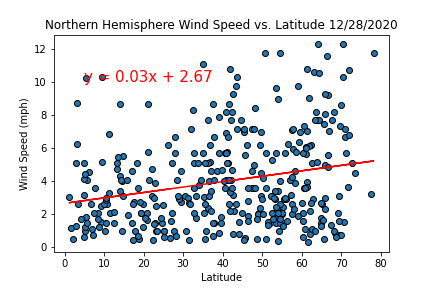 Northern Hemisphere Wind Speed vs. Latitude 12/28/2020
y = 0.03x + 2.67
Wind Speed (mph)
12
10
8
6
4
2
0
0 10 20 30 40 50 60 70 80
Latitude